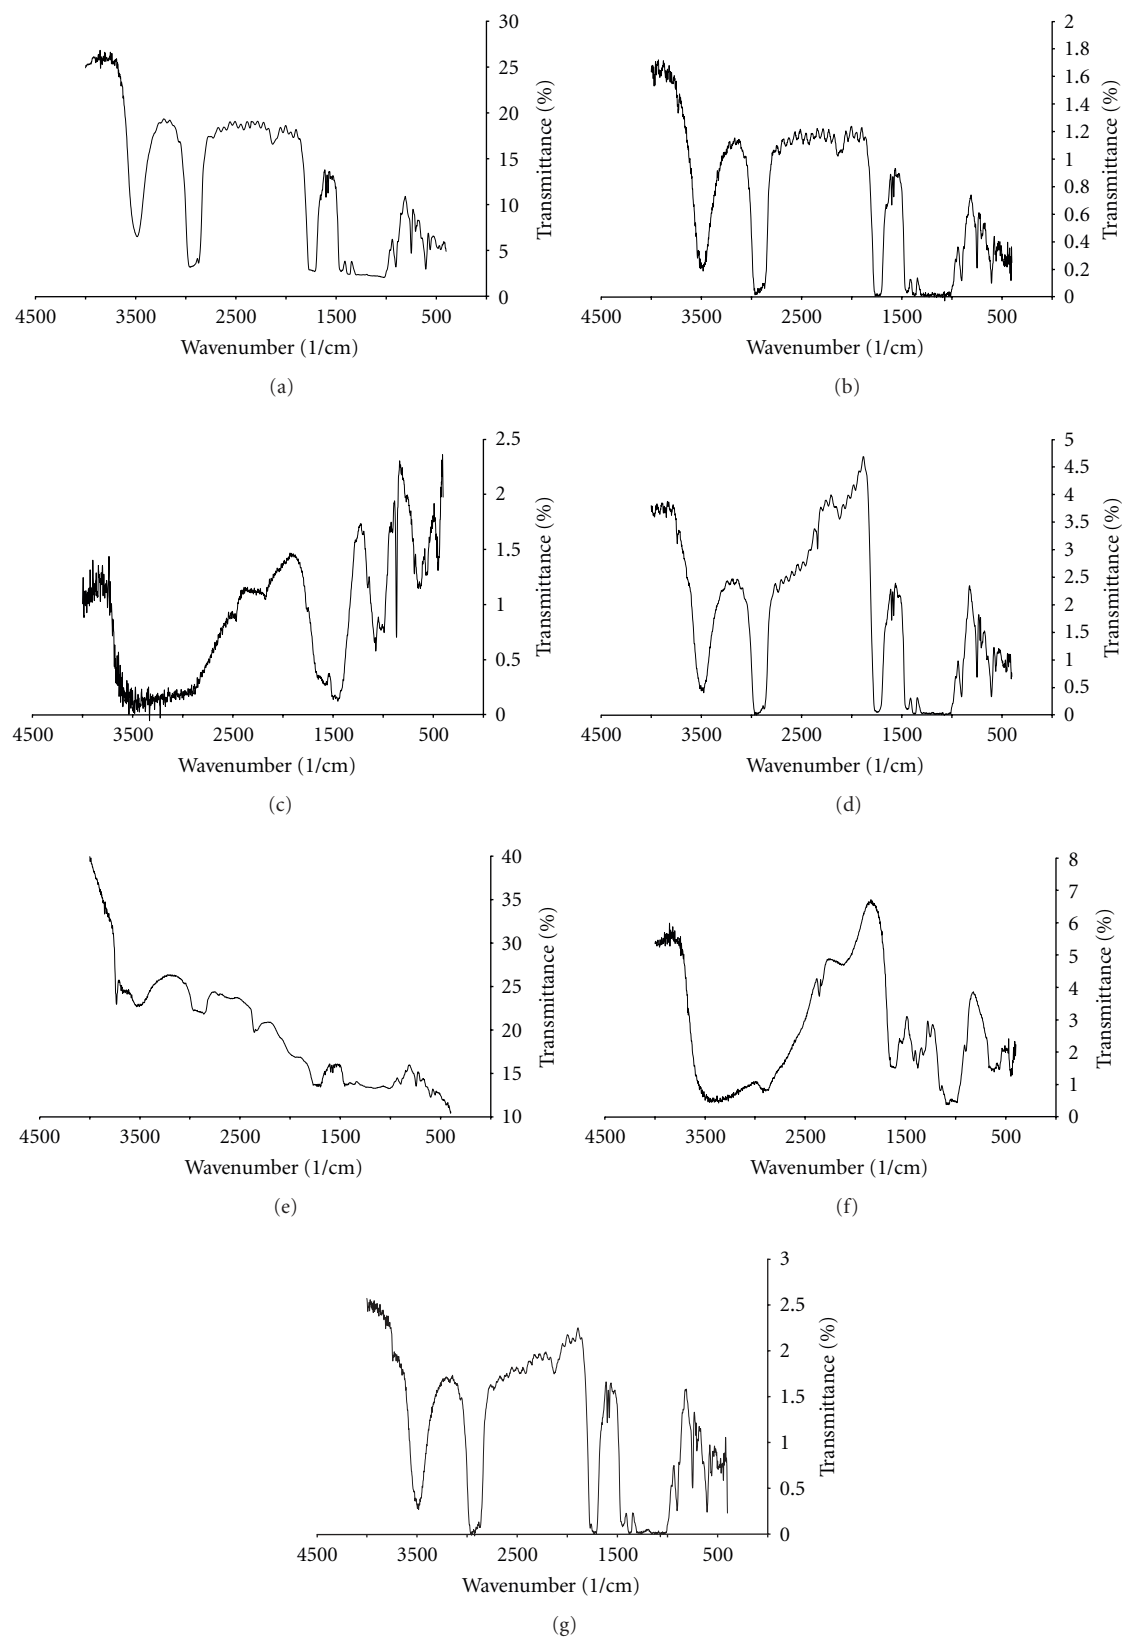 30
25
20
15
10
5
0
Transmittance (%)
4500 3500 2500 1500 500
Wavenumber (1/cm)
(a)
2
1.8
1.6
1.4
1.2
1
0.8
0.6
0.4
0.2
0
Transmittance (%)
4500 3500 2500 1500 500
Wavenumber (1/cm)
(b)
2.5
2
1.5
1
0.5
0
Transmittance (%)
4500 3500 2500 1500 500
Wavenumber (1/cm)
(c)
5
4.5
4
3.5
3
2.5
2
1.5
1
0.5
0
Transmittance (%)
4500 3500 2500 1500 500
Wavenumber (1/cm)
(d)
40
35
30
25
20
15
10
Transmittance (%)
4500 3500 2500 1500 500
Wavenumber (1/cm)
(e)
8
7
6
5
4
3
2
1
0
Transmittance (%)
4500 3500 2500 1500 500
Wavenumber (1/cm)
(f)
3
2.5
2
1.5
1
0.5
0
Transmittance (%)
4500 3500 2500 1500 500
Wavenumber (1/cm)
(g)